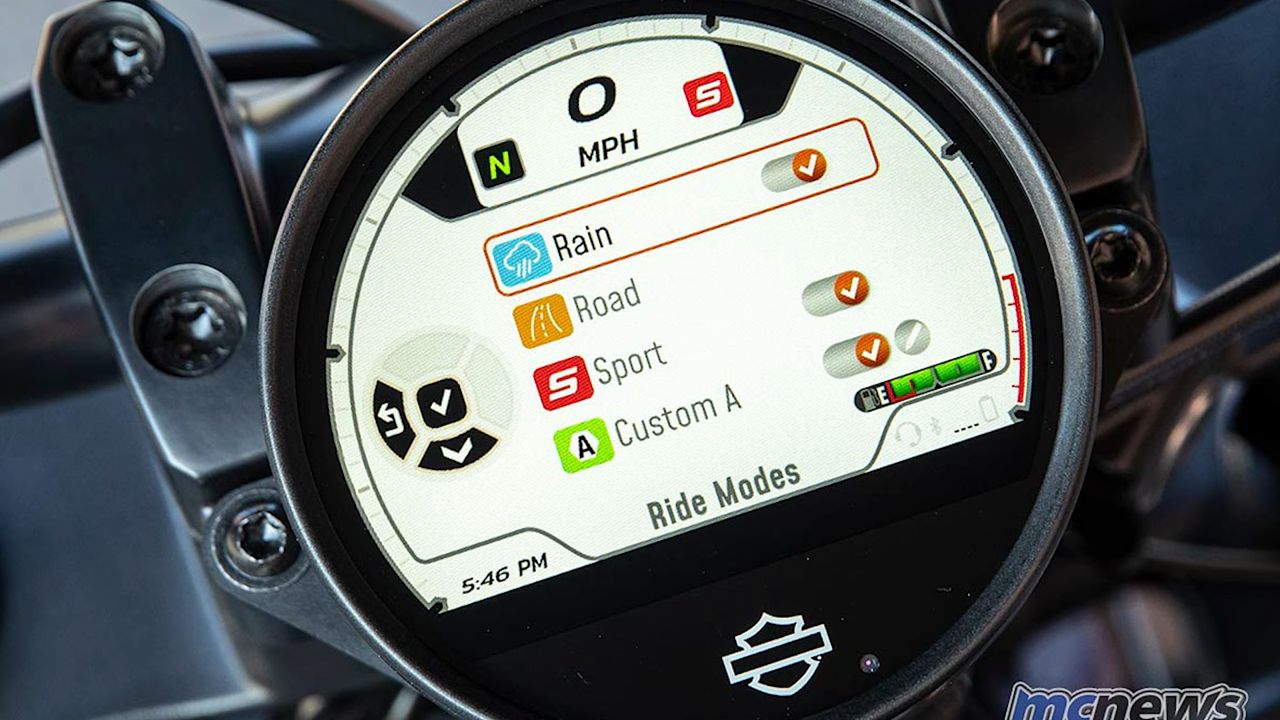 0
S
MPH
N
Rain
Road
S Sport
A Custom A
E F
----
Ride Modes
5:46 PM
mcnews